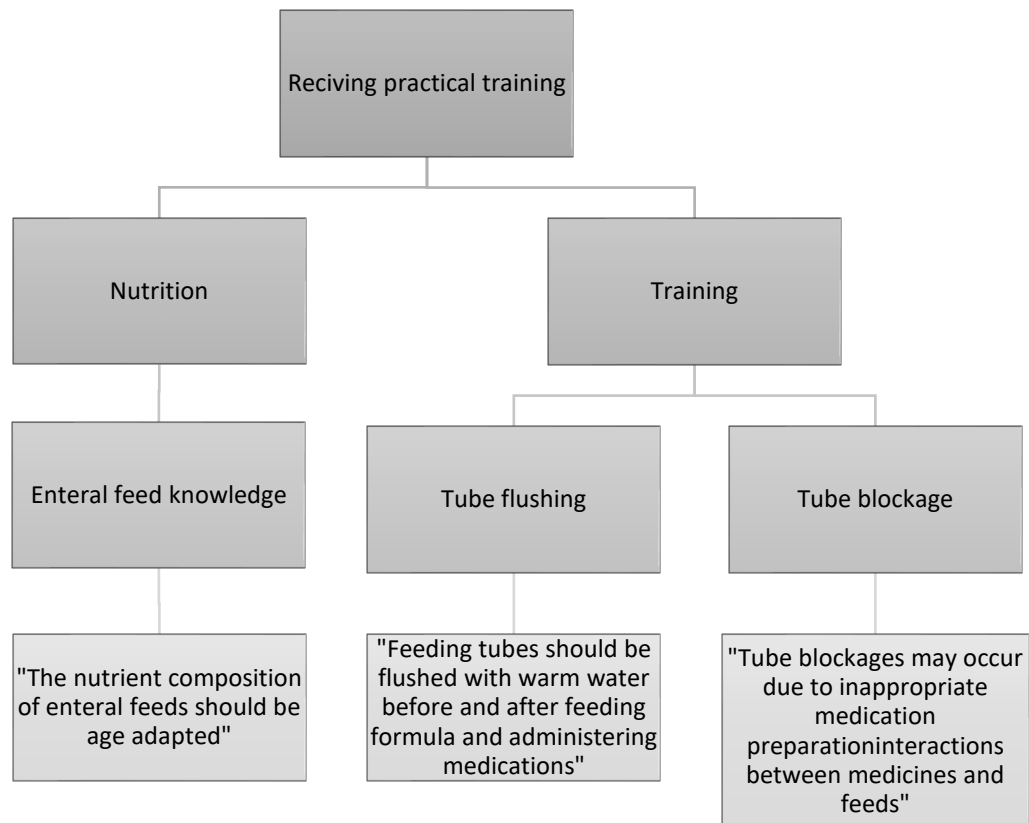 Reciving practical training
Nutrition
Training
Enteral feed knowledge
Tube flushing
Tube blockage
"The nutrient composition
of enteral feeds should be
age adapted"
"Feeding tubes should be
flushed with warm water
before and after feeding
formula and administering
medications"
"Tube blockages may occur
due to inappropriate
medication
preparationinteractions
between medicines and
feeds"